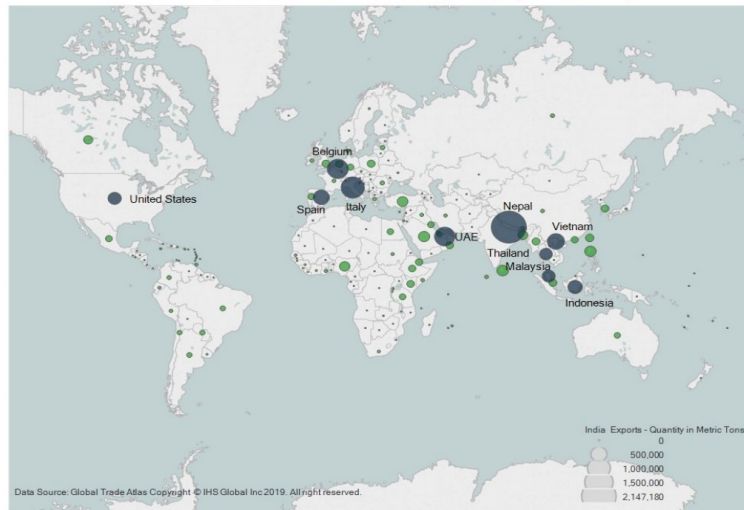 Belgium
United States
Spain
Italy
Nepal
UAE
Vietnam
Thailand
Malaysia
Indonesia
India Exports - Quantity in Metric Tons
0
500,000
1,000,000
1,500,000
2,147,180
Data Source: Global Trade Atlas Copyright © IHS Global Inc 2019. All right reserved.